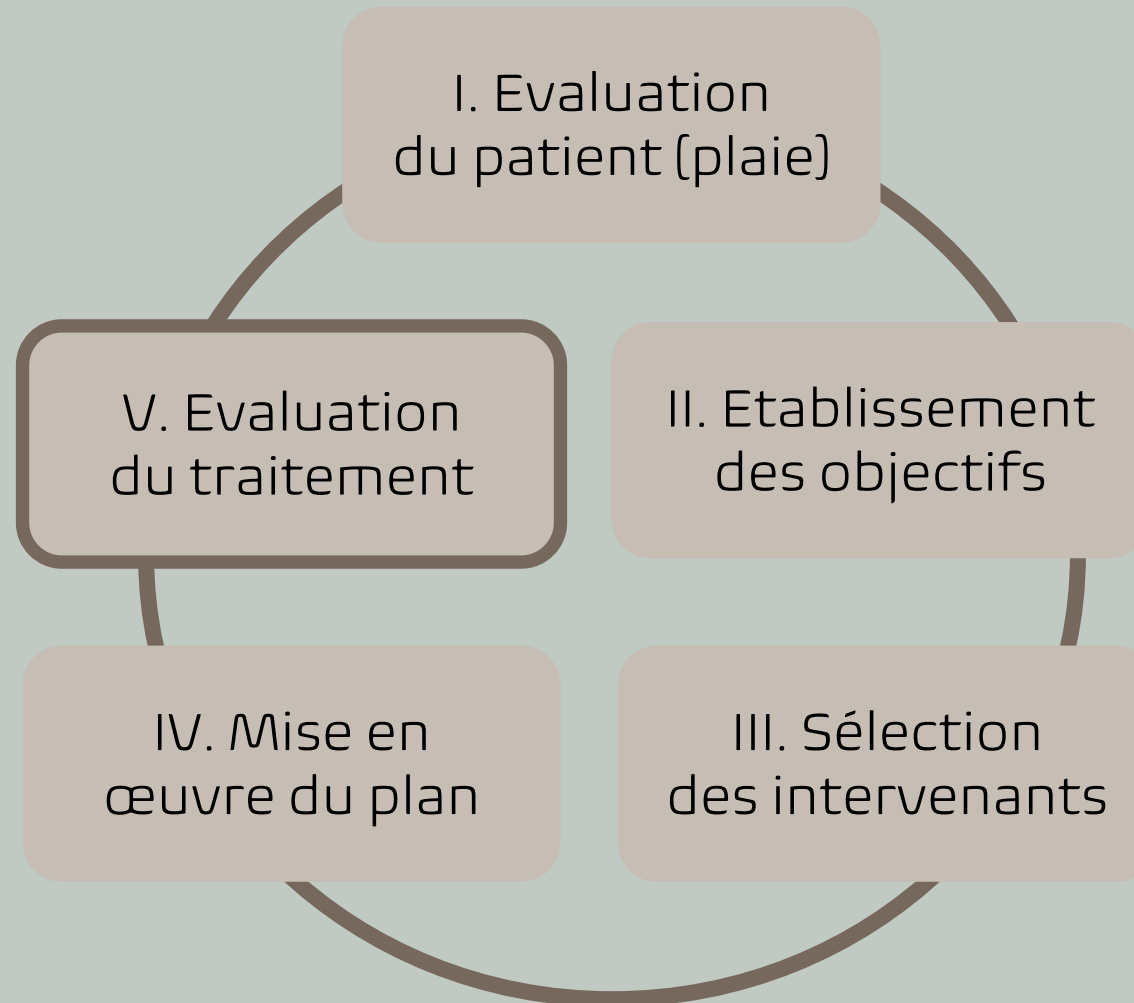 I. Evaluation
du patient (plaie)
II. Etablissement
des objectifs
III. Sélection
des intervenants
IV. Mise en
œuvre du plan
V. Evaluation
du traitement